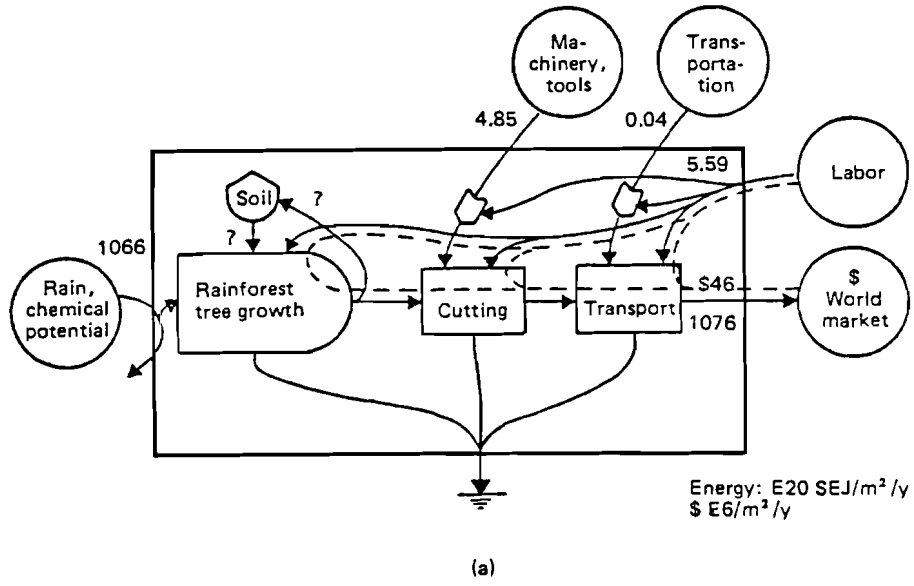 Ma-
chinery,
tools
Trans-
porta-
tion
4.85
0.04
5.59
Labor
Soil
?
?
1066
Rain,
chemical
potential
Rainforest
tree growth
Cutting
Transport
$46
1076
$
World
market
Energy: E20 SEJ/m²/y
$ E6/m²/y
(a)